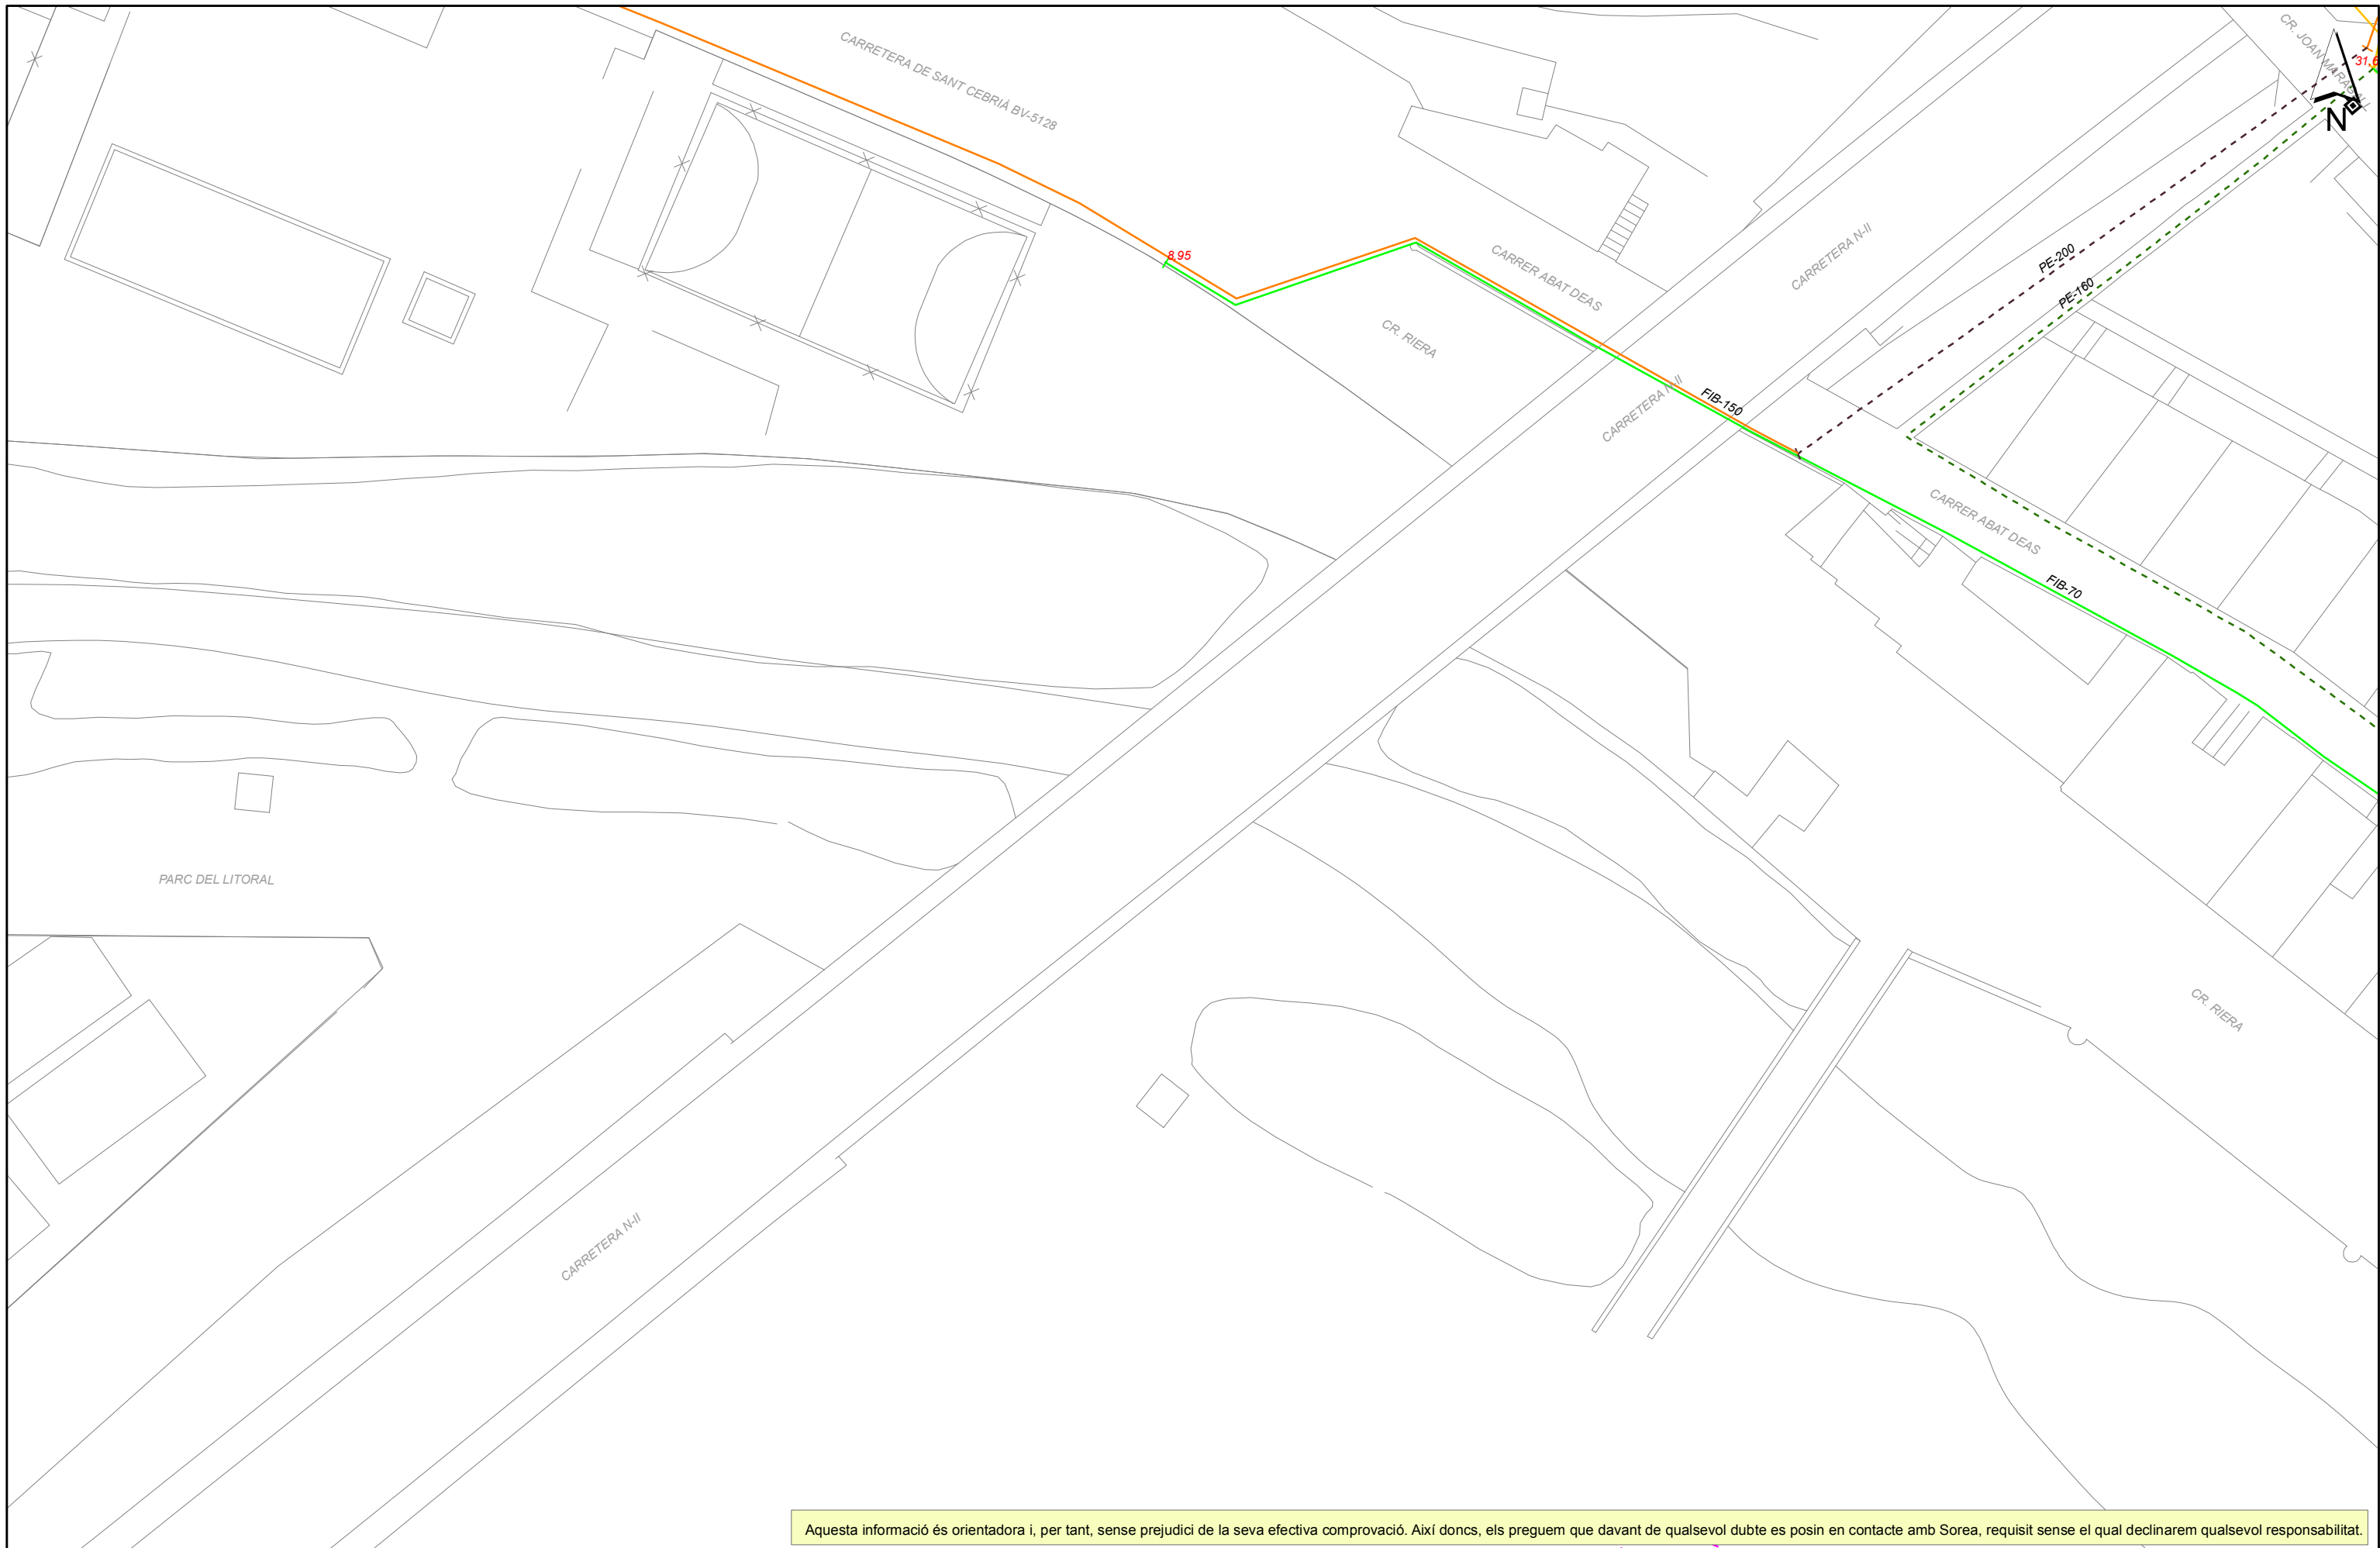 CR. JOAN MARAGALL
CARRETERA DE SANT CEBRIÀ BV-5128
N
CARRETERA N-II
PE-200
8,95
CARRER ABAT DEAS
PE-160
CR. RIERA
CARRETERA N-II
FIB-150
CARRER ABAT DEAS
FIB-70
PARC DEL LITORAL
CR. RIERA
CARRETERA N-II
Aquesta informació és orientadora i, per tant, sense prejudici de la seva efectiva comprovació. Així doncs, els preguem que davant de qualsevol dubte es posin en contacte amb Sorea, requisit sense el qual declinarem qualsevol responsabilitat.